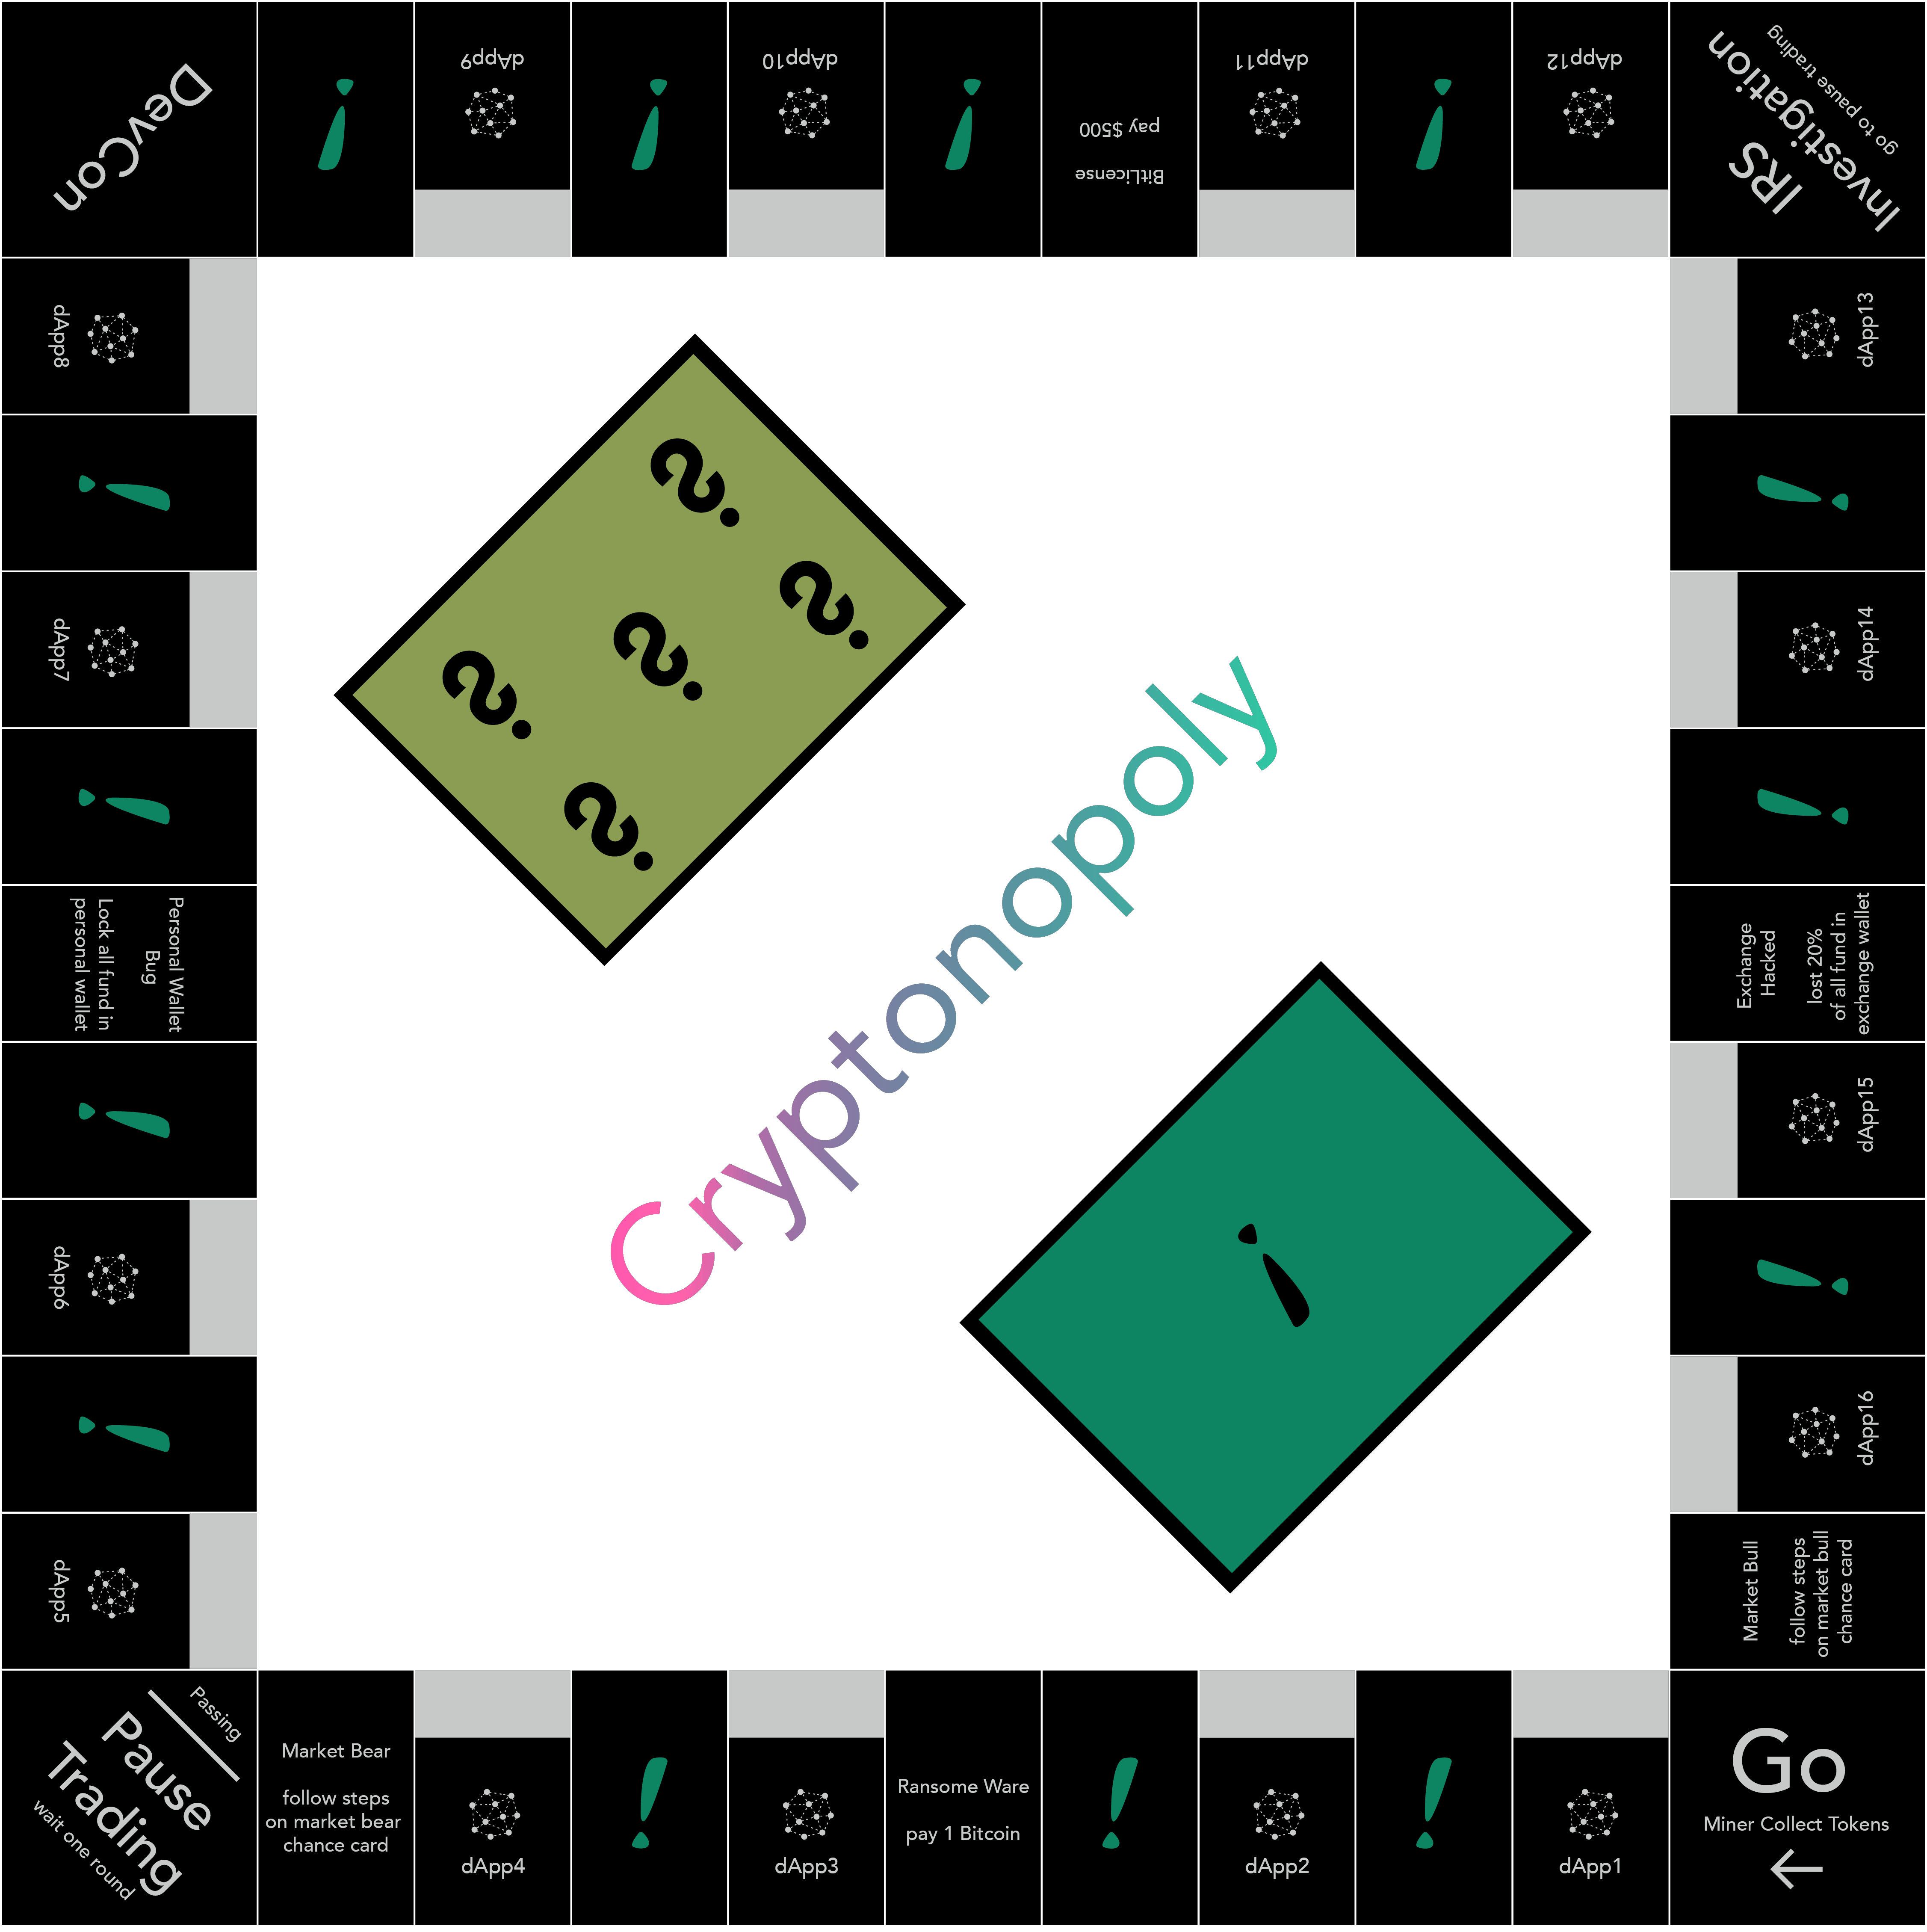 Go
Miner Collect Tokens
←
dApp1
!
dApp2
!
Ransome Ware
pay 1 Bitcoin
dApp3
!
dApp4
Market Bear
follow steps
on market bear
chance card
Passing
Pause
Trading
wait one round
dApp5
!
dApp6
!
Personal Wallet
Bug
Lock all fund in
personal wallet
!
dApp7
!
dApp8
DevCon
!
dApp9
!
dApp10
!
BitLicense
pay $500
dApp11
!
dApp12
IRS
Investigation
go to pause trading
dApp13
!
dApp14
!
Exchange
Hacked
lost 20%
of all fund in
exchange wallet
dApp15
!
dApp16
Market Bull
follow steps
on market bull
chance card
?
?
?
?
?
Cryptonopoly
!